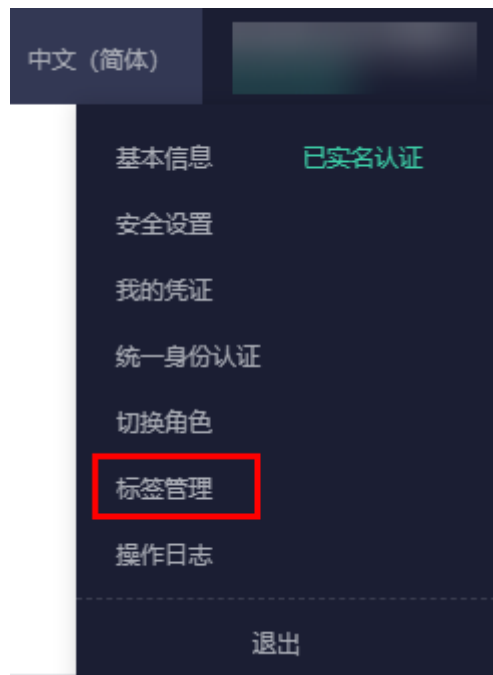 中文（简体）
基本信息 已实名认证
安全设置
我的凭证
统一身份认证
切换角色
标签管理
操作日志
退出